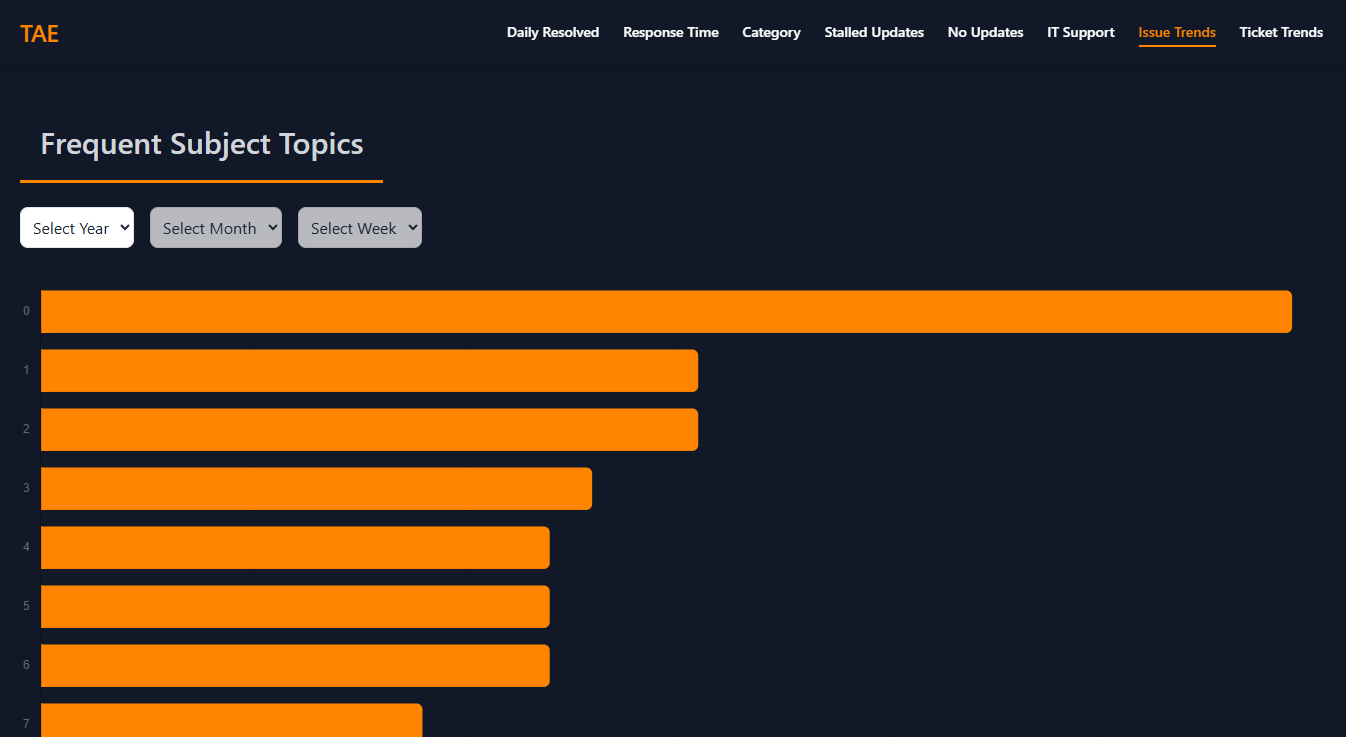 TAE
Daily Resolved Response Time Category Stalled Updates No Updates IT Support Issue Trends Ticket Trends
Frequent Subject Topics
Select Year Select Month Select Week
0
1
2
3
4
5
6
7